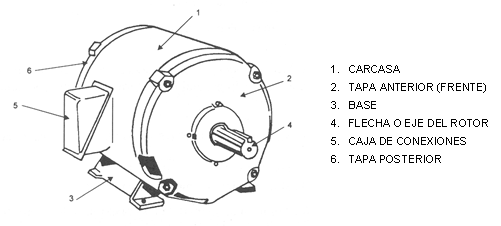 1
6
2
5
4
3
1. CARCASA
2. TAPA ANTERIOR (FRENTE)
3. BASE
4. FLECHA O EJE DEL ROTOR
5. CAJA DE CONEXIONES
6. TAPA POSTERIOR